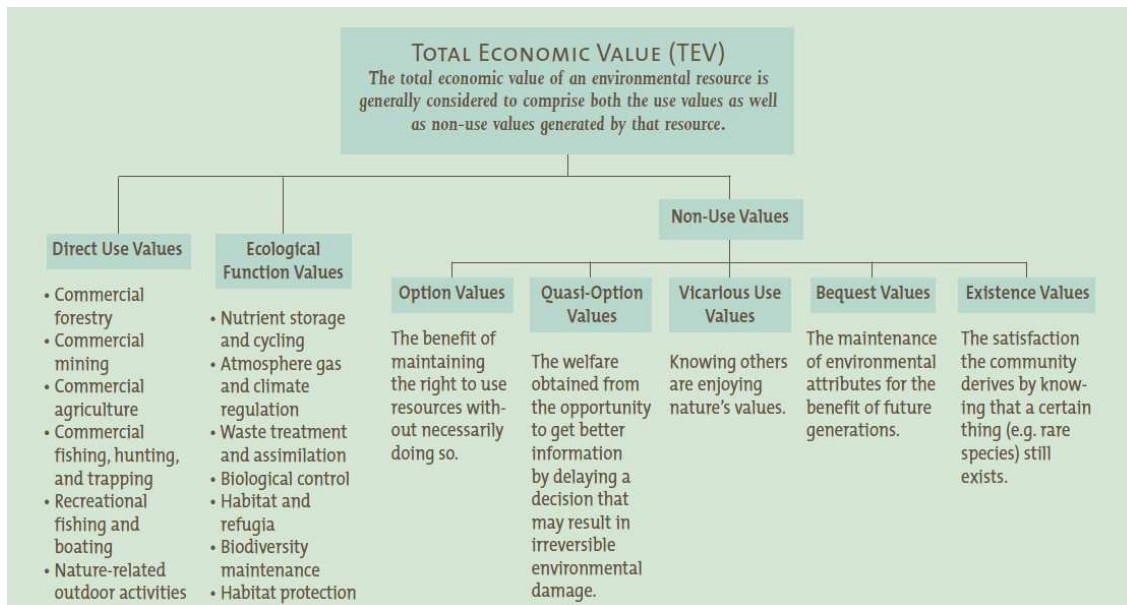 TOTAL ECONOMIC VALUE (TEV)
The total economic value of an environmental resource is
generally considered to comprise both the use values as well
as non-use values generated by that resource.
Non-Use Values
Direct Use Values
• Commercial
forestry
• Commercial
mining
• Commercial
agriculture
• Commercial
fishing, hunting,
and trapping
• Recreational
fishing and
boating
• Nature-related
outdoor activities
Ecological
Function Values
• Nutrient storage
and cycling
• Atmosphere gas
and climate
regulation
• Waste treatment
and assimilation
• Biological control
• Habitat and
refugia
• Biodiversity
maintenance
• Habitat protection
Option Values
The benefit of
maintaining
the right to use
resources with-
out necessarily
doing so.
Quasi-Option
Values
The welfare
obtained from
the opportunity
to get better
information
by delaying a
decision that
may result in
irreversible
environmental
damage.
Vicarious Use
Values
Knowing others
are enjoying
nature's values.
Bequest Values
The maintenance
of environmental
attributes for the
benefit of future
generations.
Existence Values
The satisfaction
the community
derives by know-
ing that a certain
thing (e.g. rare
species) still
exists.